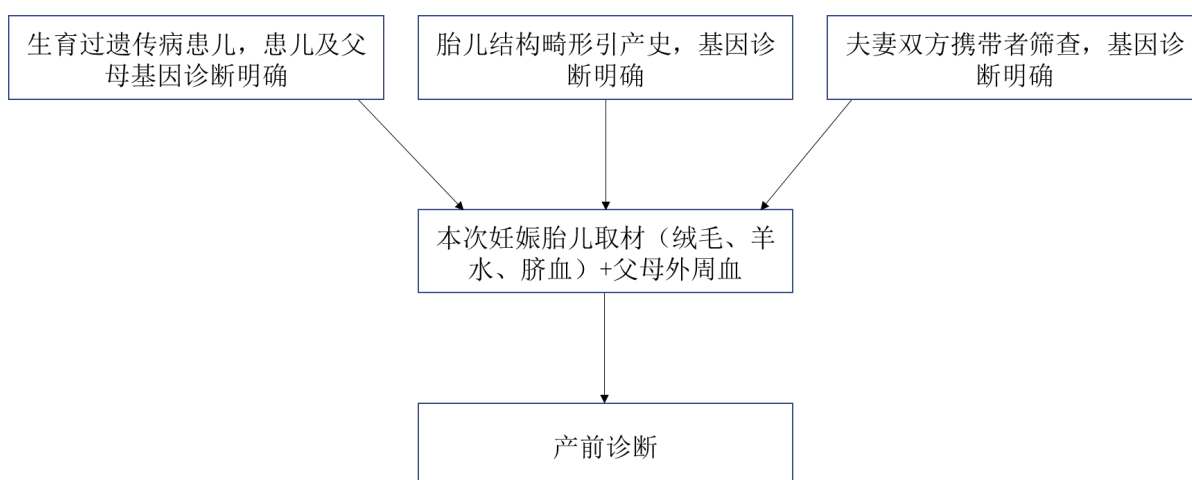 生育过遗传病患儿，患儿及父
母基因诊断明确
胎儿结构畸形引产史，基因诊
断明确
夫妻双方携带者筛查，基因诊
断明确
本次妊娠胎儿取材（绒毛、羊
水、脐血）+父母外周血
产前诊断